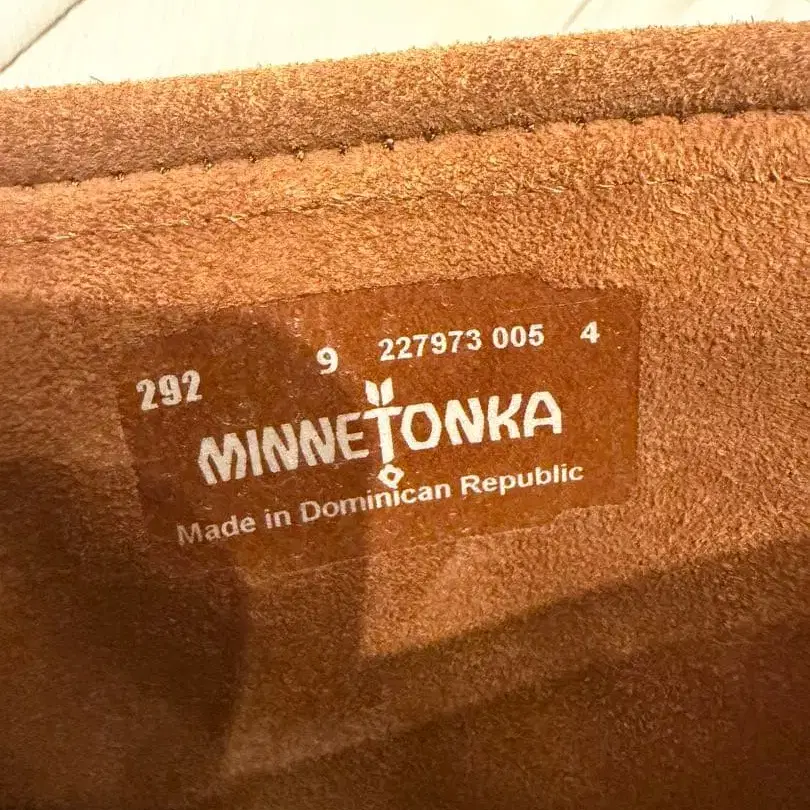 292 9 227973 005 4
MINNETONKA
Made in Dominican Republic